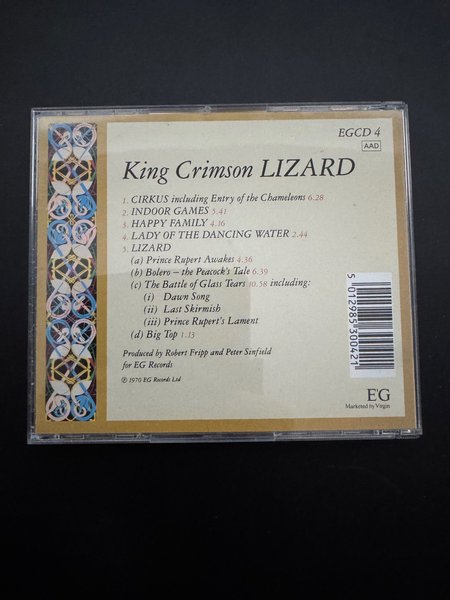 EGCD 4
AAD
King Crimson LIZARD
1. CIRKUS including Entry of the Chameleons 6.28
2. INDOOR GAMES 5.41
3. HAPPY FAMILY 4.16
4. LADY OF THE DANCING WATER 2.44
5. LIZARD
(a) Prince Rupert Awakes 4.36
(b) Bolero – the Peacock's Tale 6.39
(c) The Battle of Glass Tears 10.58 including:
(i) Dawn Song
(ii) Last Skirmish
(iii) Prince Rupert's Lament
(d) Big Top 1.13
Produced by Robert Fripp and Peter Sinfield
for EG Records
℗ 1970 EG Records Ltd
5 012985 300421
E'G
Marketed by Virgin